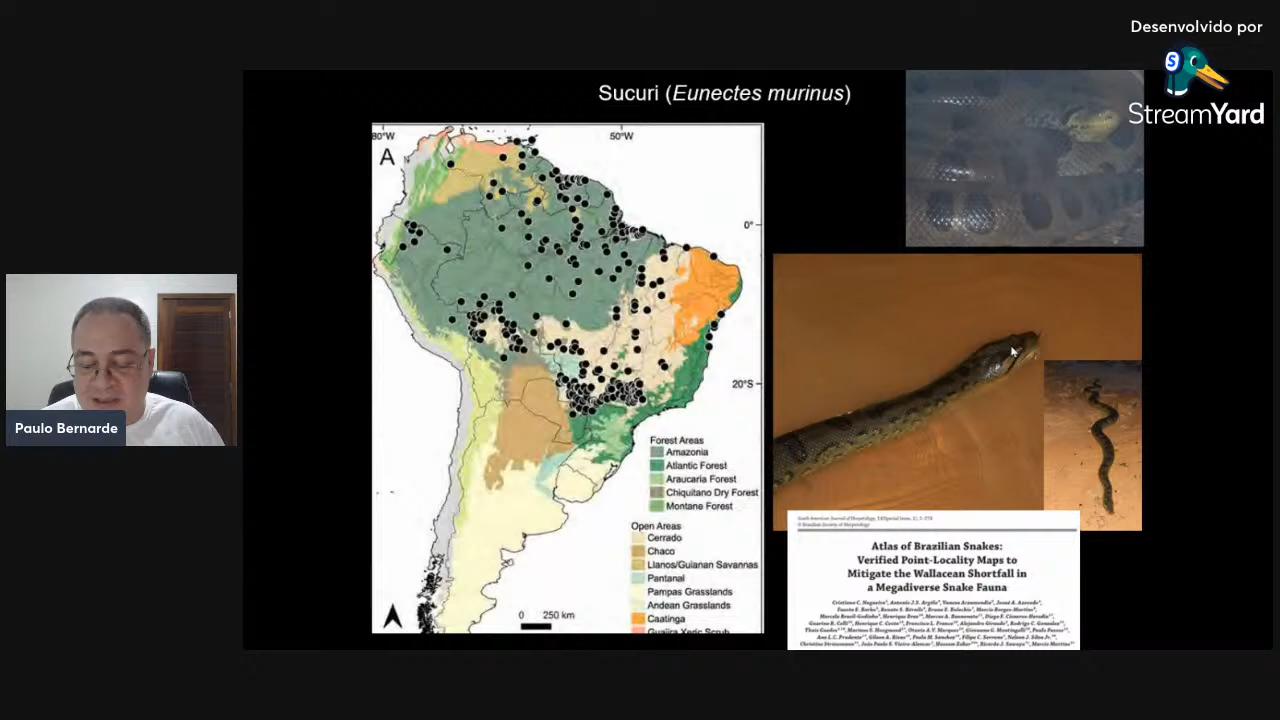 Desenvolvido por
StreamYard
Sucuri (Eunectes murinus)
80°W
50°W
A
N
0°
20°S
Forest Areas
Amazonia
Atlantic Forest
Araucaria Forest
Chiquitano Dry Forest
Montane Forest
Open Areas
Cerrado
Chaco
Llanos/Guianan Savannas
Pantanal
Pampas Grasslands
Andean Grasslands
Caatinga
Guajira Xeric Scrub
0 250 km
Paulo Bernarde
Atlas of Brazilian Snakes:
Verified Point-Locality Maps to
Mitigate the Wallacean Shortfall in
a Megadiverse Snake Fauna